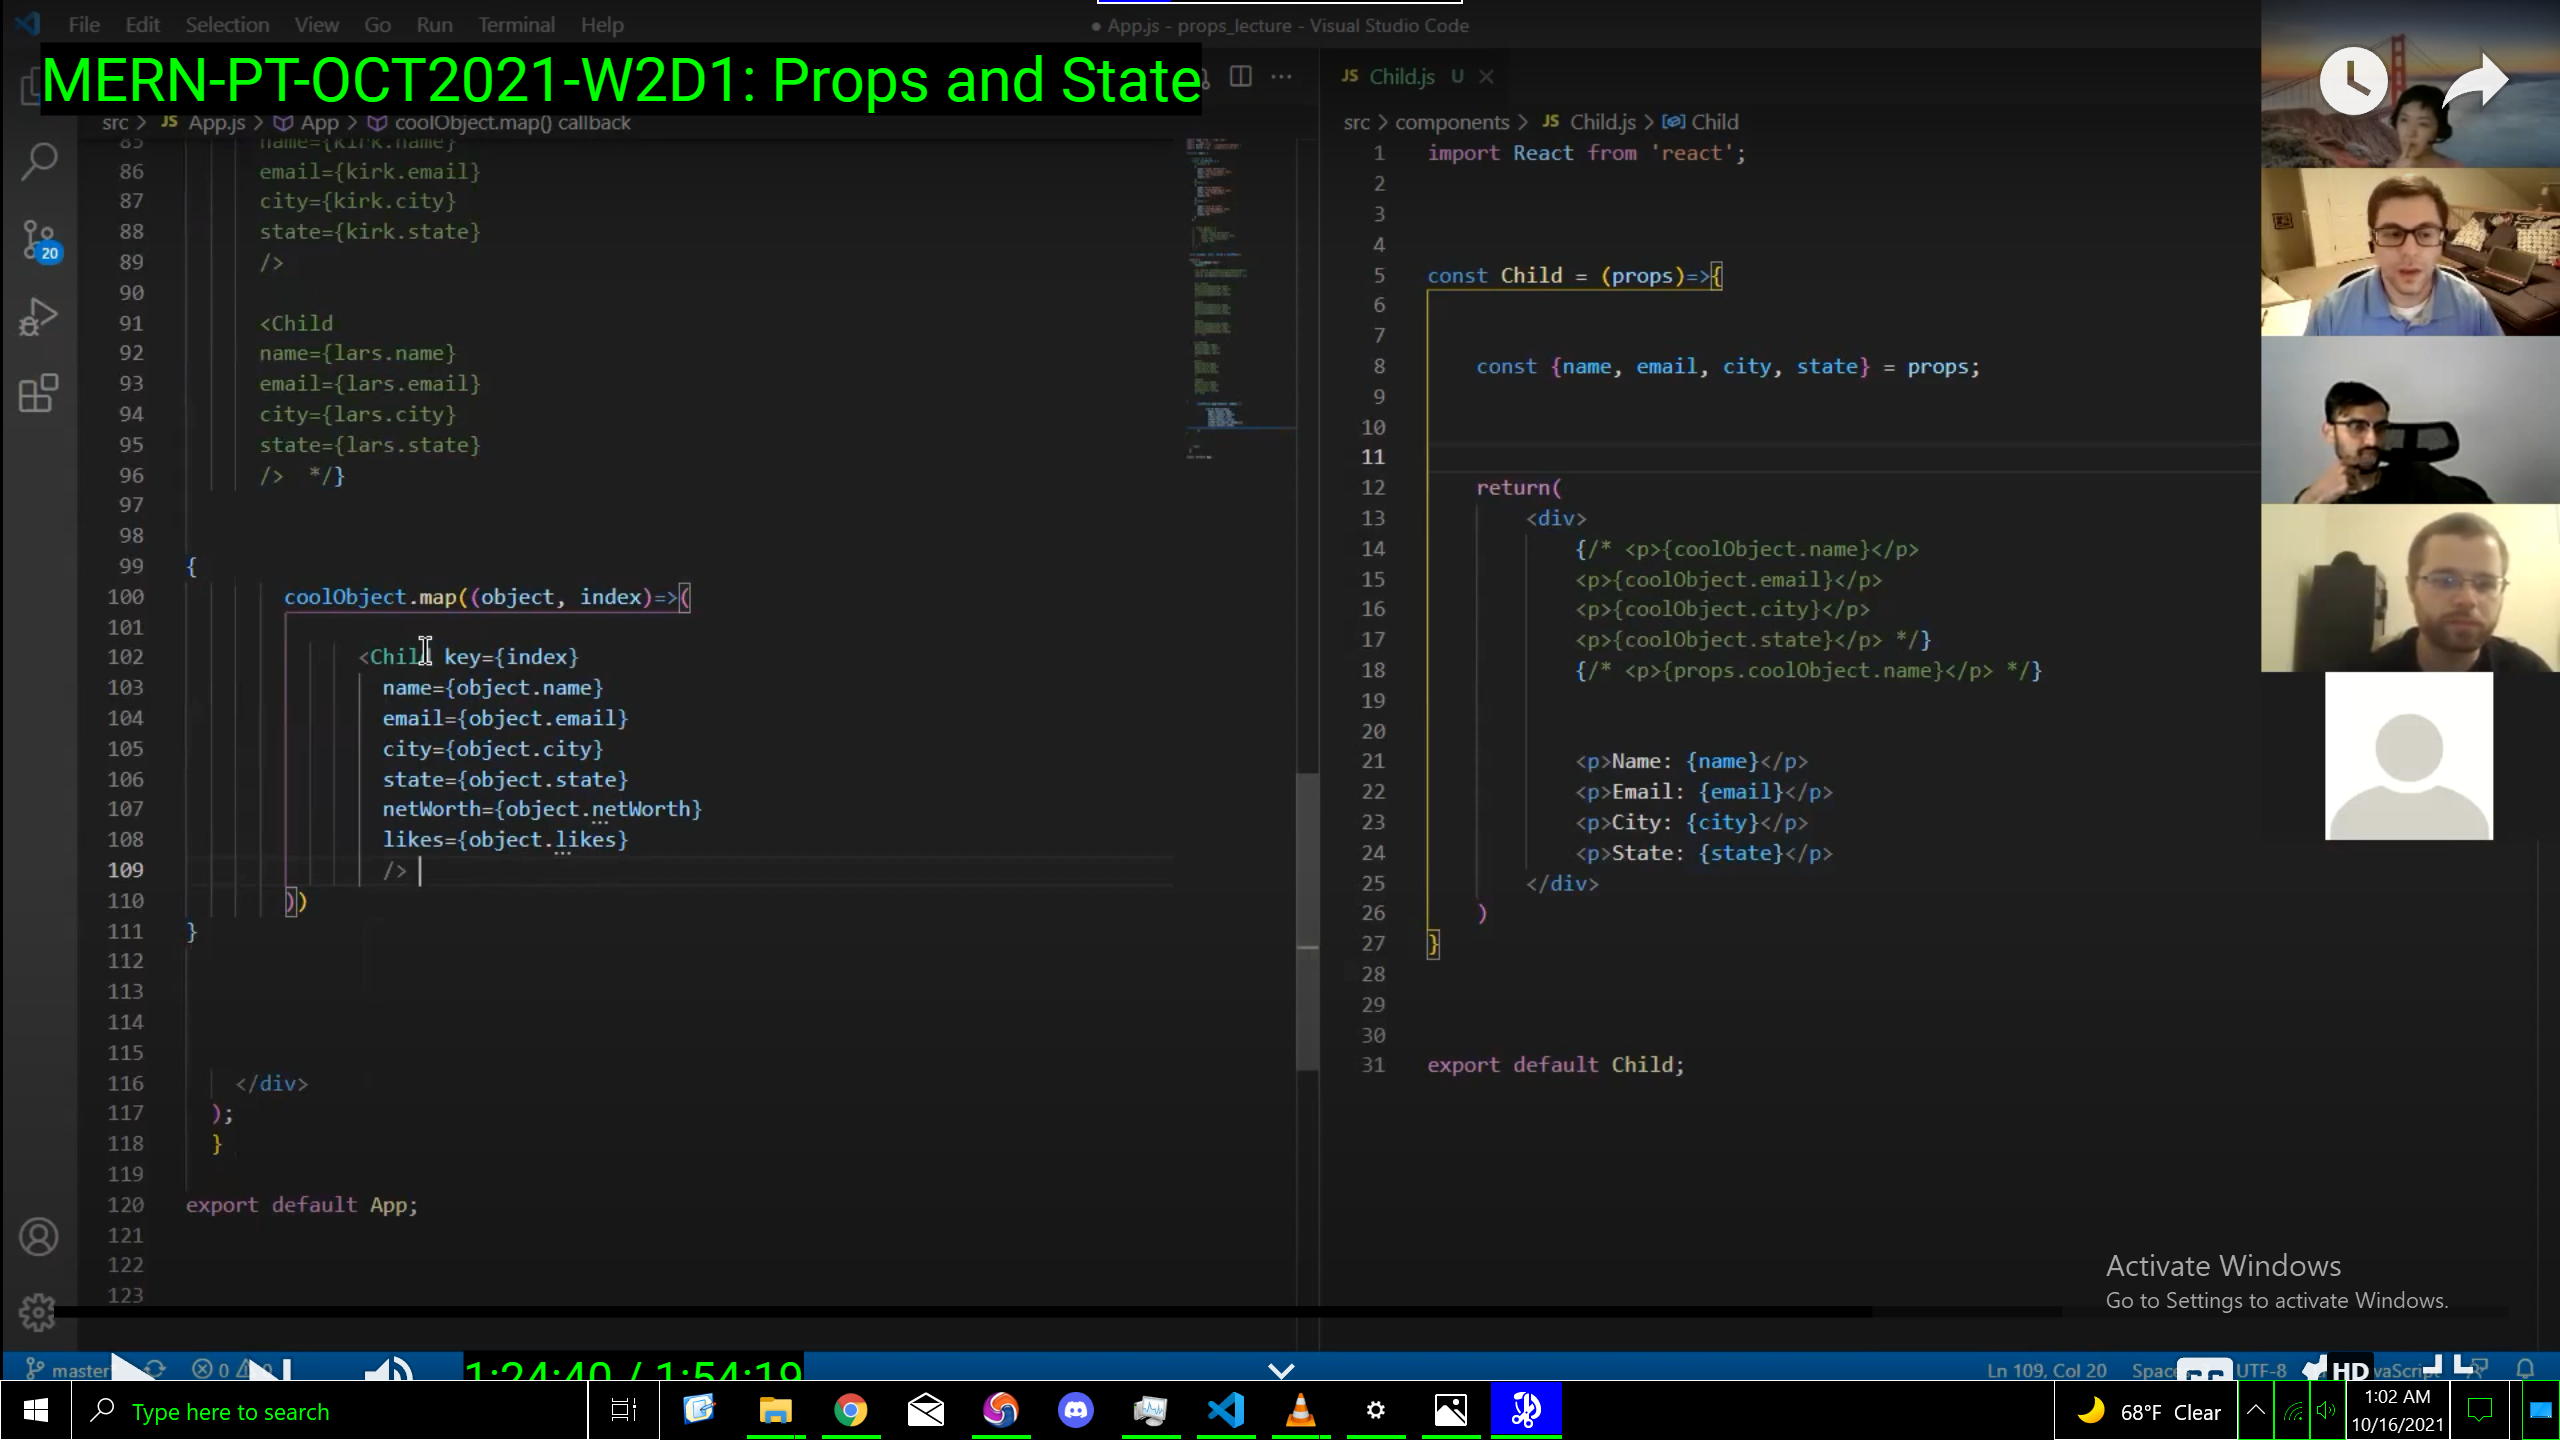 File Edit Selection View Go Run Terminal Help
● App.js - props_lecture - Visual Studio Code
MERN-PT-OCT2021-W2D1: Props and State
src > JS App.js > App > coolObject.map() callback
85 name={kirk.name}
86 email={kirk.email}
87 city={kirk.city}
88 state={kirk.state}
89 />
90
91 <Child
92 name={lars.name}
93 email={lars.email}
94 city={lars.city}
95 state={lars.state}
96 /> */}
97
98
99 {
100 coolObject.map((object, index)=>(
101
102 <Child key={index}
103 name={object.name}
104 email={object.email}
105 city={object.city}
106 state={object.state}
107 netWorth={object.netWorth}
108 likes={object.likes}
109 />
110 ))
111 }
112
113
114
115
116 </div>
117 );
118 }
119
120 export default App;
121
122
123
JS Child.js U
src > components > JS Child.js > Child
1 import React from 'react';
2
3
4
5 const Child = (props)=>{
6
7
8 const {name, email, city, state} = props;
9
10
11
12 return(
13 <div>
14 {/* <p>{coolObject.name}</p>
15 <p>{coolObject.email}</p>
16 <p>{coolObject.city}</p>
17 <p>{coolObject.state}</p> */}
18 {/* <p>{props.coolObject.name}</p> */}
19
20
21 <p>Name: {name}</p>
22 <p>Email: {email}</p>
23 <p>City: {city}</p>
24 <p>State: {state}</p>
25 </div>
26 )
27 }
28
29
30
31 export default Child;
20
Activate Windows
Go to Settings to activate Windows.
master
0
1:24:40 / 1:54:19
Ln 109, Col 20
UTF-8
HD
Type here to search
68°F Clear
1:02 AM
10/16/2021